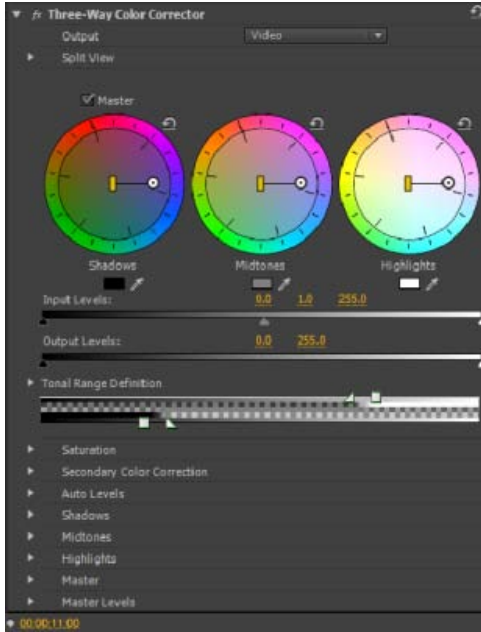 fx Three-Way Color Corrector
Output Video
Split View
Master
Shadows Midtones Highlights
Input Levels: 0.0 1.0 255.0
Output Levels: 0.0 255.0
Tonal Range Definition
Saturation
Secondary Color Correction
Auto Levels
Shadows
Midtones
Highlights
Master
Master Levels
00:00:11:00